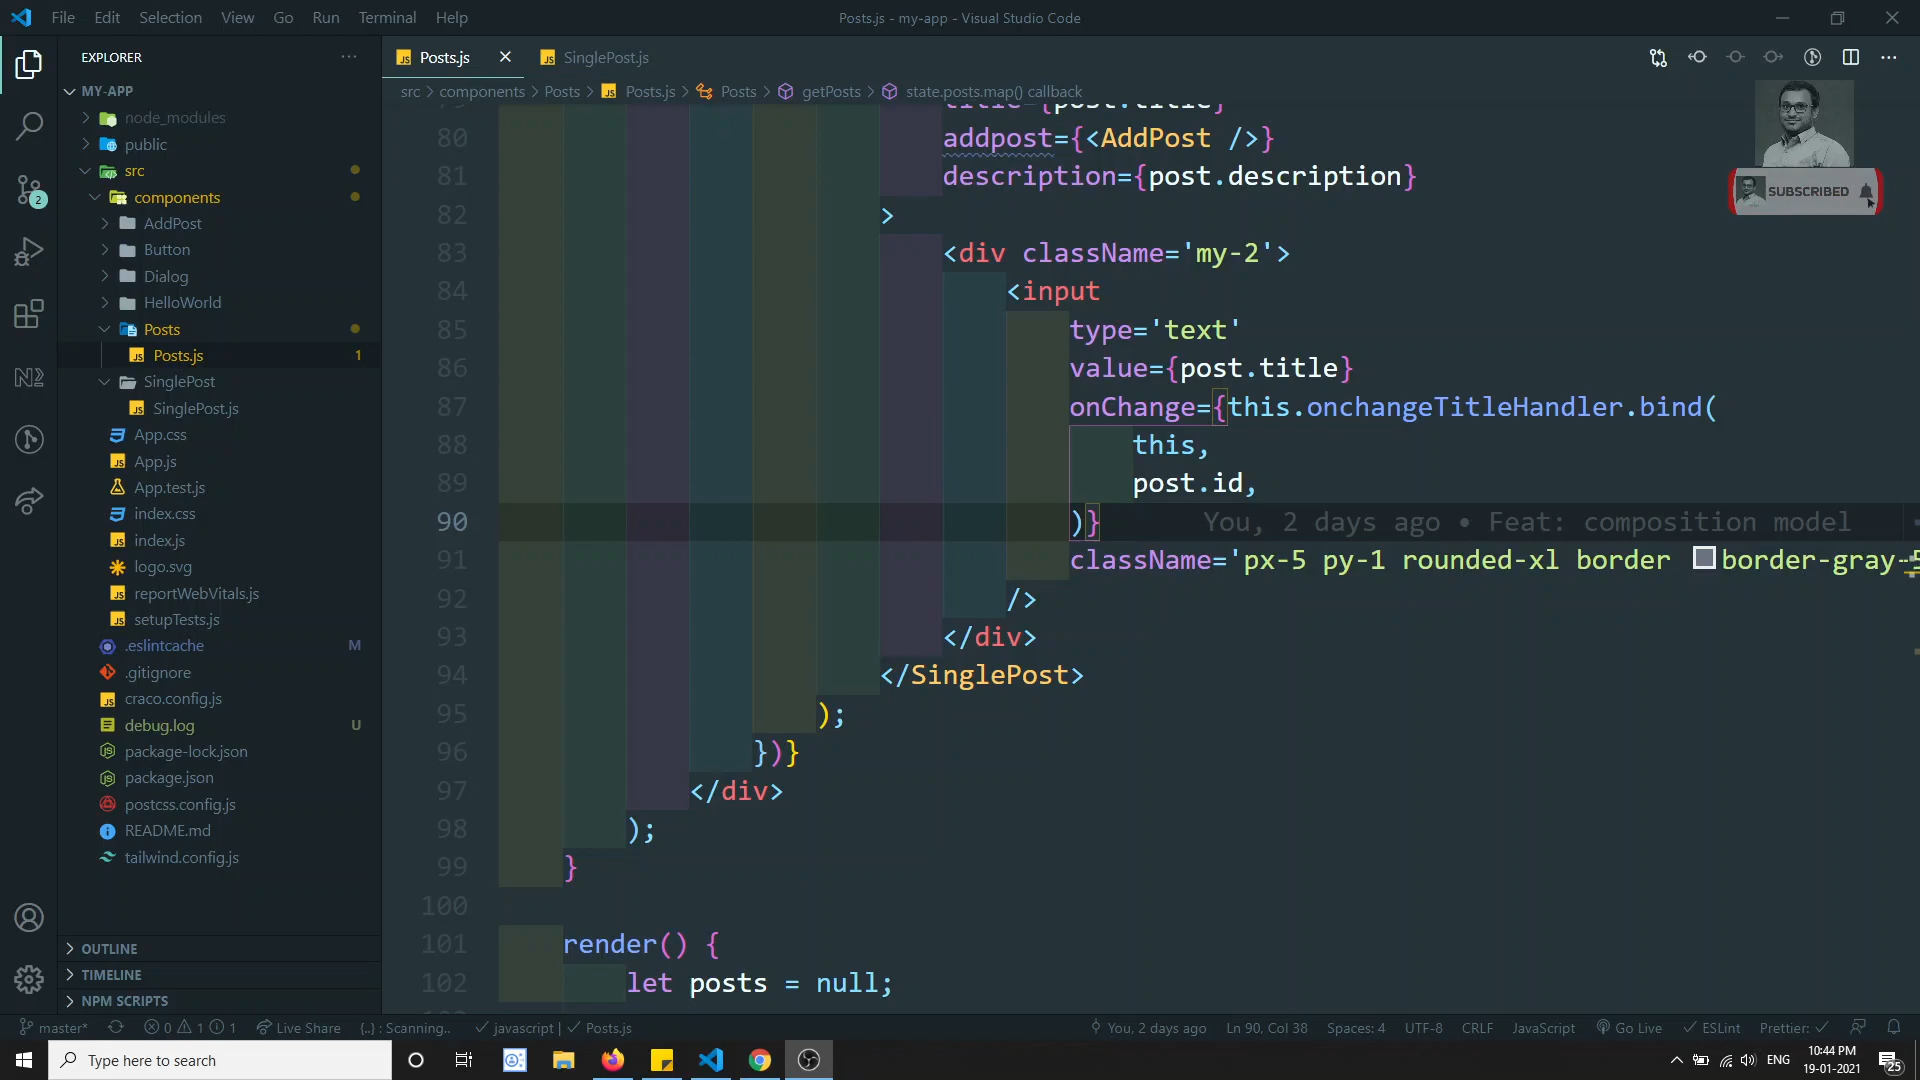 File Edit Selection View Go Run Terminal Help
Posts.js - my-app - Visual Studio Code
EXPLORER
MY-APP
node_modules
public
src
components
AddPost
Button
Dialog
HelloWorld
Posts
Posts.js 1
SinglePost
SinglePost.js
App.css
App.js
App.test.js
index.css
index.js
logo.svg
reportWebVitals.js
setupTests.js
.eslintcache M
.gitignore
craco.config.js
debug.log U
package-lock.json
package.json
postcss.config.js
README.md
tailwind.config.js
OUTLINE
TIMELINE
NPM SCRIPTS
2
Posts.js SinglePost.js
src > components > Posts > Posts.js > Posts > getPosts > state.posts.map() callback
title={post.title}
80 addpost={<AddPost />}
81 description={post.description}
82 >
83 <div className='my-2'>
84 <input
85 type='text'
86 value={post.title}
87 onChange={this.onchangeTitleHandler.bind(
88 this,
89 post.id,
90 )} You, 2 days ago • Feat: composition model
91 className='px-5 py-1 rounded-xl border border-gray-5
92 />
93 </div>
94 </SinglePost>
95 );
96 })}
97 </div>
98 );
99 }
100
101 render() {
102 let posts = null;
SUBSCRIBED
master* 0 1 1 Live Share {..} : Scanning.. javascript | Posts.js You, 2 days ago Ln 90, Col 38 Spaces: 4 UTF-8 CRLF JavaScript Go Live ESLint Prettier:
Type here to search
ENG
10:44 PM
19-01-2021
25